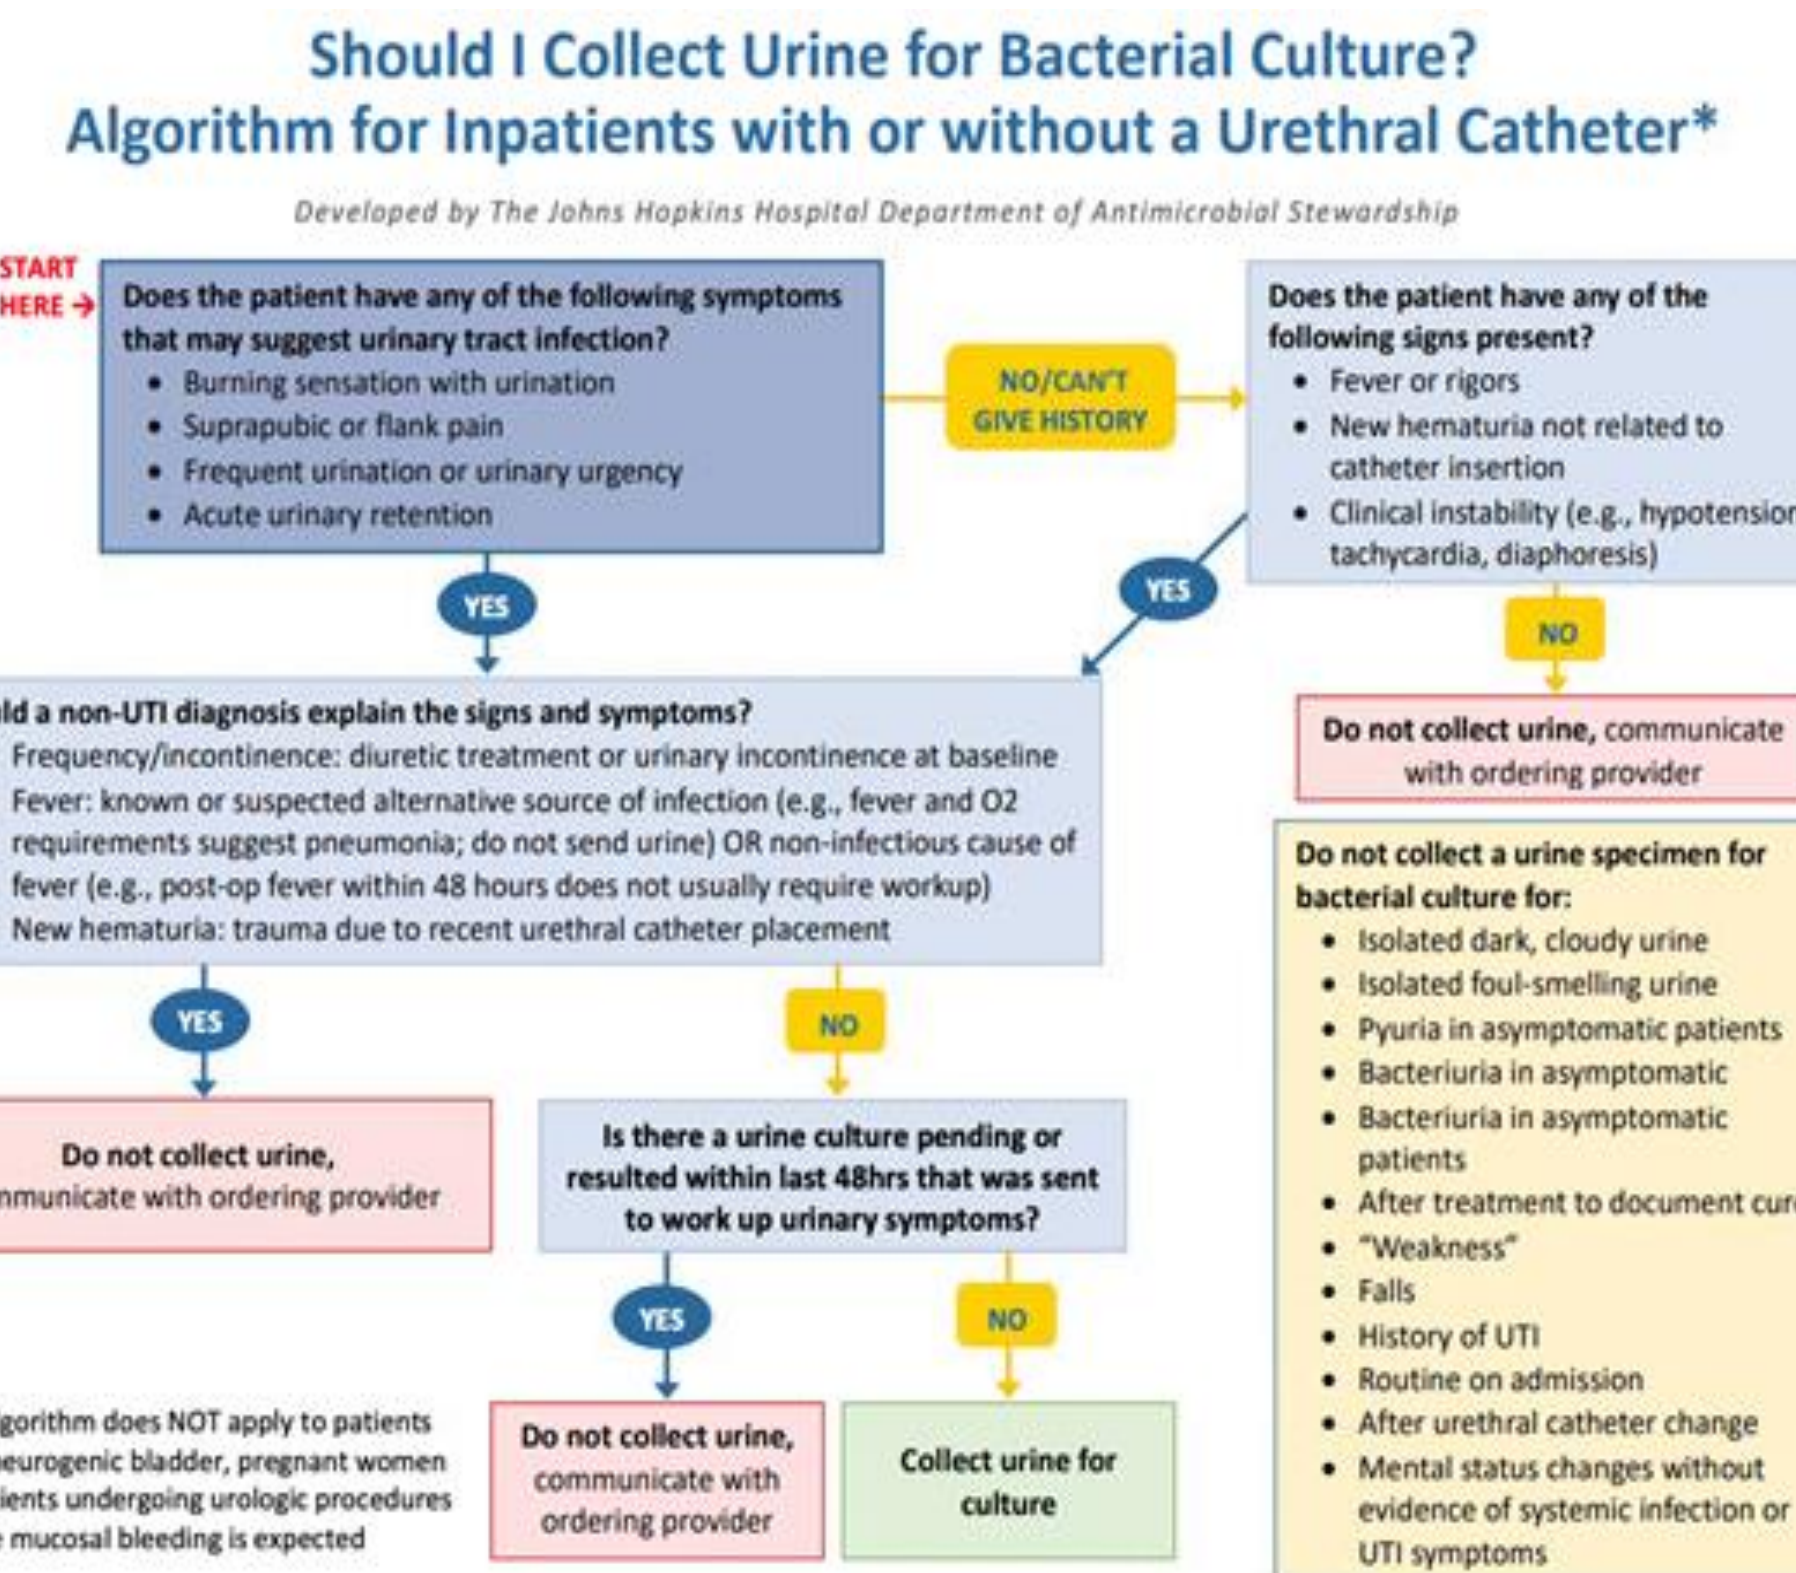 Should I Collect Urine for Bacterial Culture?
Algorithm for Inpatients with or without a Urethral Catheter*
Developed by The Johns Hopkins Hospital Department of Antimicrobial Stewardship
START
HERE →
Does the patient have any of the following symptoms
that may suggest urinary tract infection?
• Burning sensation with urination
• Suprapubic or flank pain
• Frequent urination or urinary urgency
• Acute urinary retention
NO/CAN'T
GIVE HISTORY
Does the patient have any of the
following signs present?
• Fever or rigors
• New hematuria not related to
catheter insertion
• Clinical instability (e.g., hypotension
tachycardia, diaphoresis)
YES
YES
NO
Do not collect urine, communicate
with ordering provider
ld a non-UTI diagnosis explain the signs and symptoms?
Frequency/incontinence: diuretic treatment or urinary incontinence at baseline
Fever: known or suspected alternative source of infection (e.g., fever and O2
requirements suggest pneumonia; do not send urine) OR non-infectious cause of
fever (e.g., post-op fever within 48 hours does not usually require workup)
New hematuria: trauma due to recent urethral catheter placement
YES
NO
Do not collect urine,
mmunicate with ordering provider
Is there a urine culture pending or
resulted within last 48hrs that was sent
to work up urinary symptoms?
YES
NO
Do not collect urine,
communicate with
ordering provider
Collect urine for
culture
Do not collect a urine specimen for
bacterial culture for:
• Isolated dark, cloudy urine
• Isolated foul-smelling urine
• Pyuria in asymptomatic patients
• Bacteriuria in asymptomatic
• Bacteriuria in asymptomatic
patients
• After treatment to document cur
• “Weakness”
• Falls
• History of UTI
• Routine on admission
• After urethral catheter change
• Mental status changes without
evidence of systemic infection or
UTI symptoms
gorithm does NOT apply to patients
neurogenic bladder, pregnant women
ients undergoing urologic procedures
e mucosal bleeding is expected